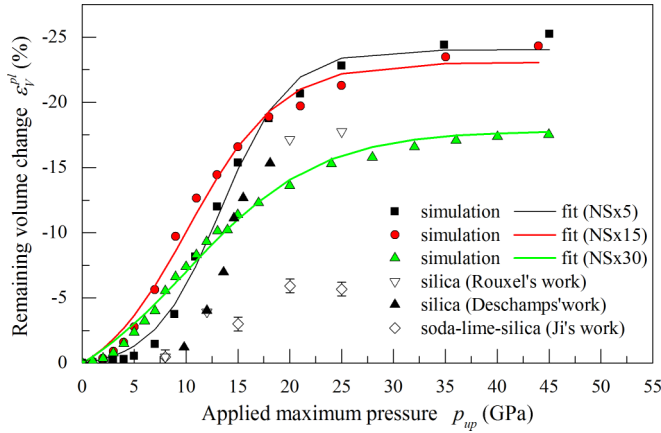 Remaining volume change ε_V^pl (%)
-25
-20
-15
-10
-5
0
simulation fit (NSx5)
simulation fit (NSx15)
simulation fit (NSx30)
silica (Rouxel's work)
silica (Deschamps'work)
soda-lime-silica (Ji's work)
0 5 10 15 20 25 30 35 40 45 50 55
Applied maximum pressure p_up (GPa)